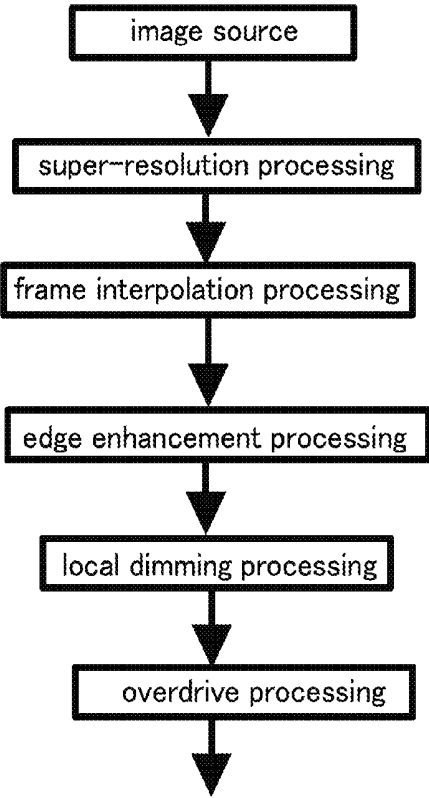 image source
super-resolution processing
frame interpolation processing
edge enhancement processing
local dimming processing
overdrive processing